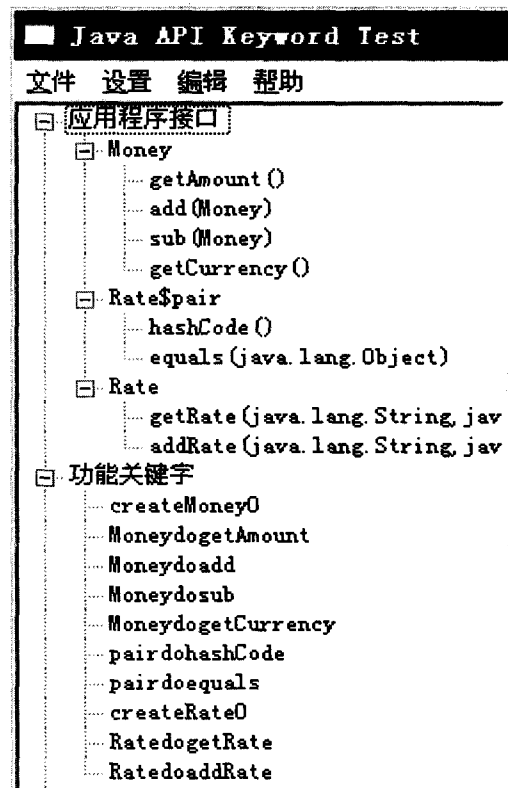 Java API Keyword Test
文件 设置 编辑 帮助
应用程序接口
Money
getAmount()
add(Money)
sub(Money)
getCurrency()
Rate$pair
hashCode()
equals(java.lang.Object)
Rate
getRate(java.lang.String, jav
addRate(java.lang.String, jav
功能关键字
createMoney0
MoneydogetAmount
Moneydoadd
Moneydosub
MoneydogetCurrency
pairdohashCode
pairdoequals
createRate0
RatedogetRate
RatedoaddRate